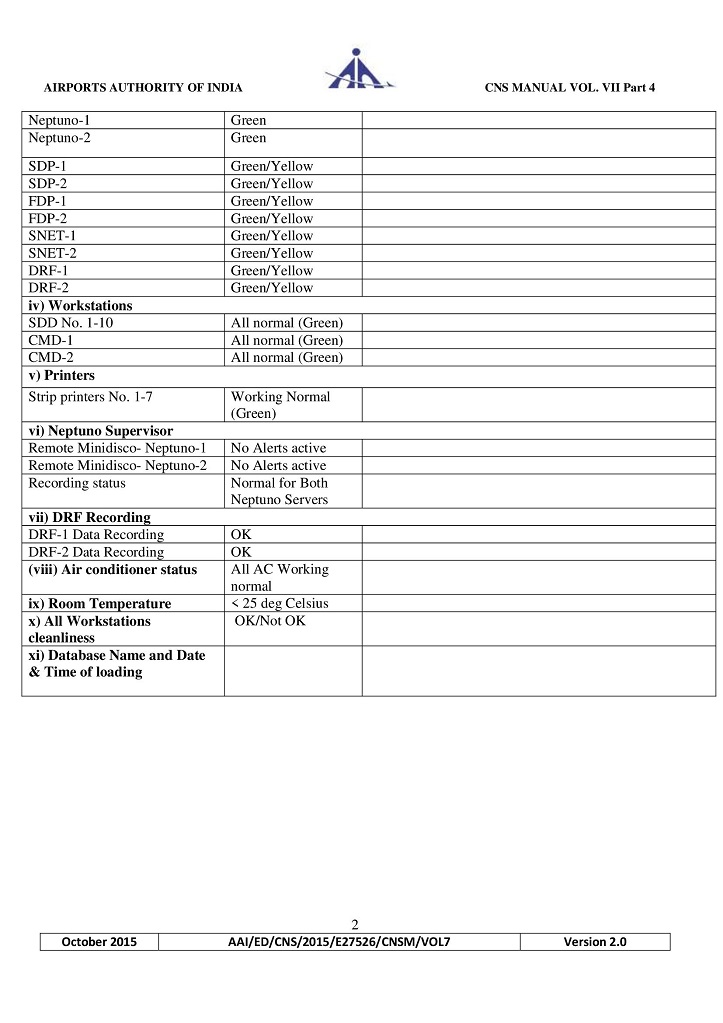 AIRPORTS AUTHORITY OF INDIA CNS MANUAL VOL. VII Part 4
Neptuno-1 Green
Neptuno-2 Green
SDP-1 Green/Yellow
SDP-2 Green/Yellow
FDP-1 Green/Yellow
FDP-2 Green/Yellow
SNET-1 Green/Yellow
SNET-2 Green/Yellow
DRF-1 Green/Yellow
DRF-2 Green/Yellow
iv) Workstations
SDD No. 1-10 All normal (Green)
CMD-1 All normal (Green)
CMD-2 All normal (Green)
v) Printers
Strip printers No. 1-7 Working Normal
(Green)
vi) Neptuno Supervisor
Remote Minidisco- Neptuno-1 No Alerts active
Remote Minidisco- Neptuno-2 No Alerts active
Recording status Normal for Both
Neptuno Servers
vii) DRF Recording
DRF-1 Data Recording OK
DRF-2 Data Recording OK
(viii) Air conditioner status All AC Working
normal
ix) Room Temperature < 25 deg Celsius
x) All Workstations OK/Not OK
cleanliness
xi) Database Name and Date
& Time of loading
2
October 2015 AAI/ED/CNS/2015/E27526/CNSM/VOL7 Version 2.0